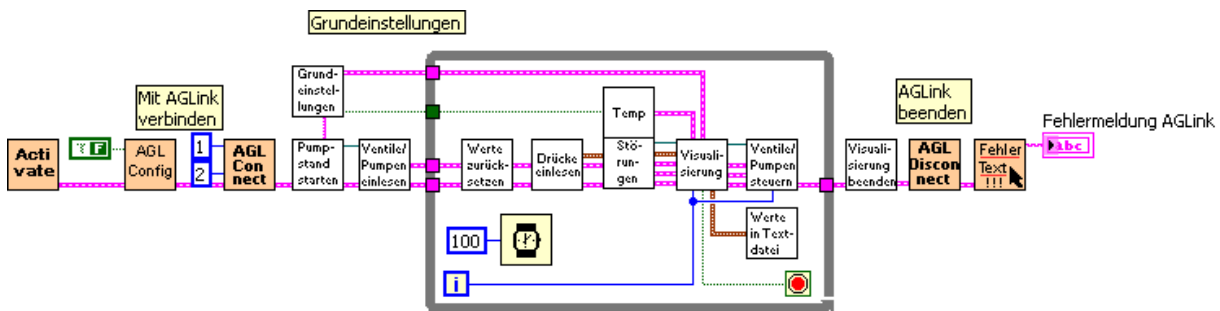 Grundeinstellungen
Mit AGLink
verbinden
Acti
vate
F
AGL
Config
1
2
AGL
Con
nect
Grund-
einstel-
lungen
Pump-
stand
starten
Ventile/
Pumpen
einlesen
Werte
zurück-
setzen
Drücke
einlesen
Temp
Stö-
run-
gen
Visuali-
sierung
Ventile/
Pumpen
steuern
Werte
in Text-
datei
100
i
Visuali-
sierung
beenden
AGLink
beenden
AGL
Discon
nect
Fehler
Text
!!!
Fehlermeldung AGLink
abc